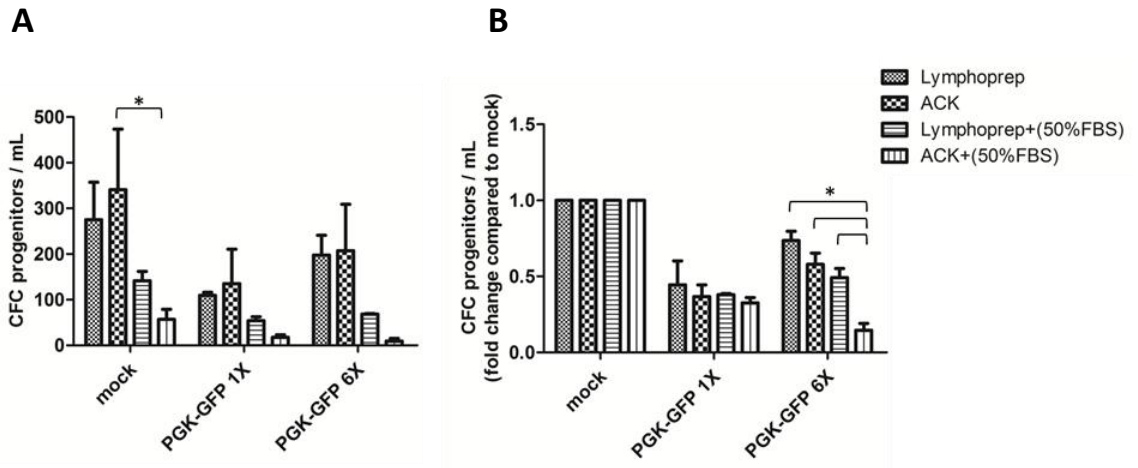 A
B
CFC progenitors / mL
500
400
300
200
100
0
*
mock
PGK-GFP 1X
PGK-GFP 6X
CFC progenitors / mL
(fold change compared to mock)
1.5
1.0
0.5
0.0
*
mock
PGK-GFP 1X
PGK-GFP 6X
Lymphoprep
ACK
Lymphoprep+(50%FBS)
ACK+(50%FBS)